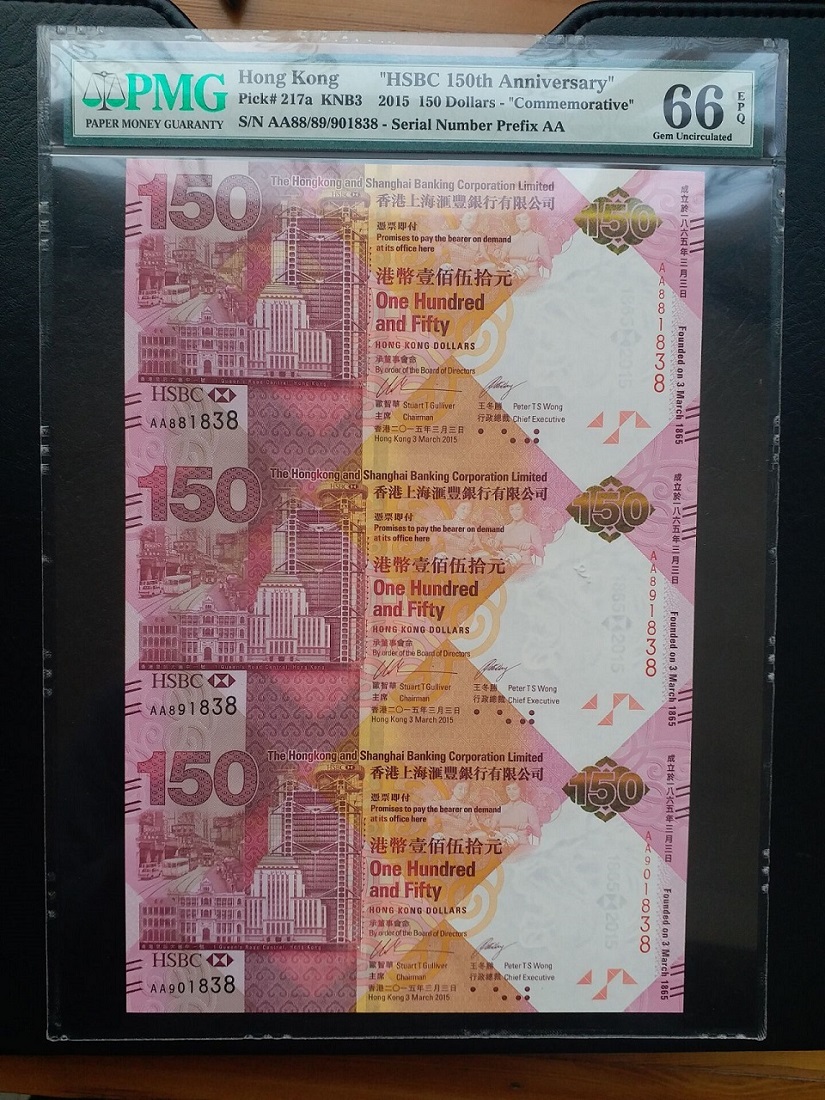 PMG
PAPER MONEY GUARANTY
Hong Kong "HSBC 150th Anniversary"
Pick# 217a KNB3 2015 150 Dollars - "Commemorative"
S/N AA88/89/901838 - Serial Number Prefix AA
66 EPQ
Gem Uncirculated
150
The Hongkong and Shanghai Banking Corporation Limited
香港上海滙豐銀行有限公司
150
憑票即付
Promises to pay the bearer on demand
at its office here
港幣壹佰伍拾元
One Hundred
and Fifty
HONG KONG DOLLARS
承董事會命
By order of the Board of Directors
歐智華 Stuart T Gulliver
主席 Chairman
王冬勝 Peter T S Wong
行政總裁 Chief Executive
香港二〇一五年三月三日
Hong Kong 3 March 2015
HSBC
AA881838
成立於一八六五年三月三日
Founded on 3 March 1865
AA881838
150
The Hongkong and Shanghai Banking Corporation Limited
香港上海滙豐銀行有限公司
150
憑票即付
Promises to pay the bearer on demand
at its office here
港幣壹佰伍拾元
One Hundred
and Fifty
HONG KONG DOLLARS
承董事會命
By order of the Board of Directors
歐智華 Stuart T Gulliver
主席 Chairman
王冬勝 Peter T S Wong
行政總裁 Chief Executive
香港二〇一五年三月三日
Hong Kong 3 March 2015
HSBC
AA891838
成立於一八六五年三月三日
Founded on 3 March 1865
AA891838
150
The Hongkong and Shanghai Banking Corporation Limited
香港上海滙豐銀行有限公司
150
憑票即付
Promises to pay the bearer on demand
at its office here
港幣壹佰伍拾元
One Hundred
and Fifty
HONG KONG DOLLARS
承董事會命
By order of the Board of Directors
歐智華 Stuart T Gulliver
主席 Chairman
王冬勝 Peter T S Wong
行政總裁 Chief Executive
香港二〇一五年三月三日
Hong Kong 3 March 2015
HSBC
AA901838
成立於一八六五年三月三日
Founded on 3 March 1865
AA901838